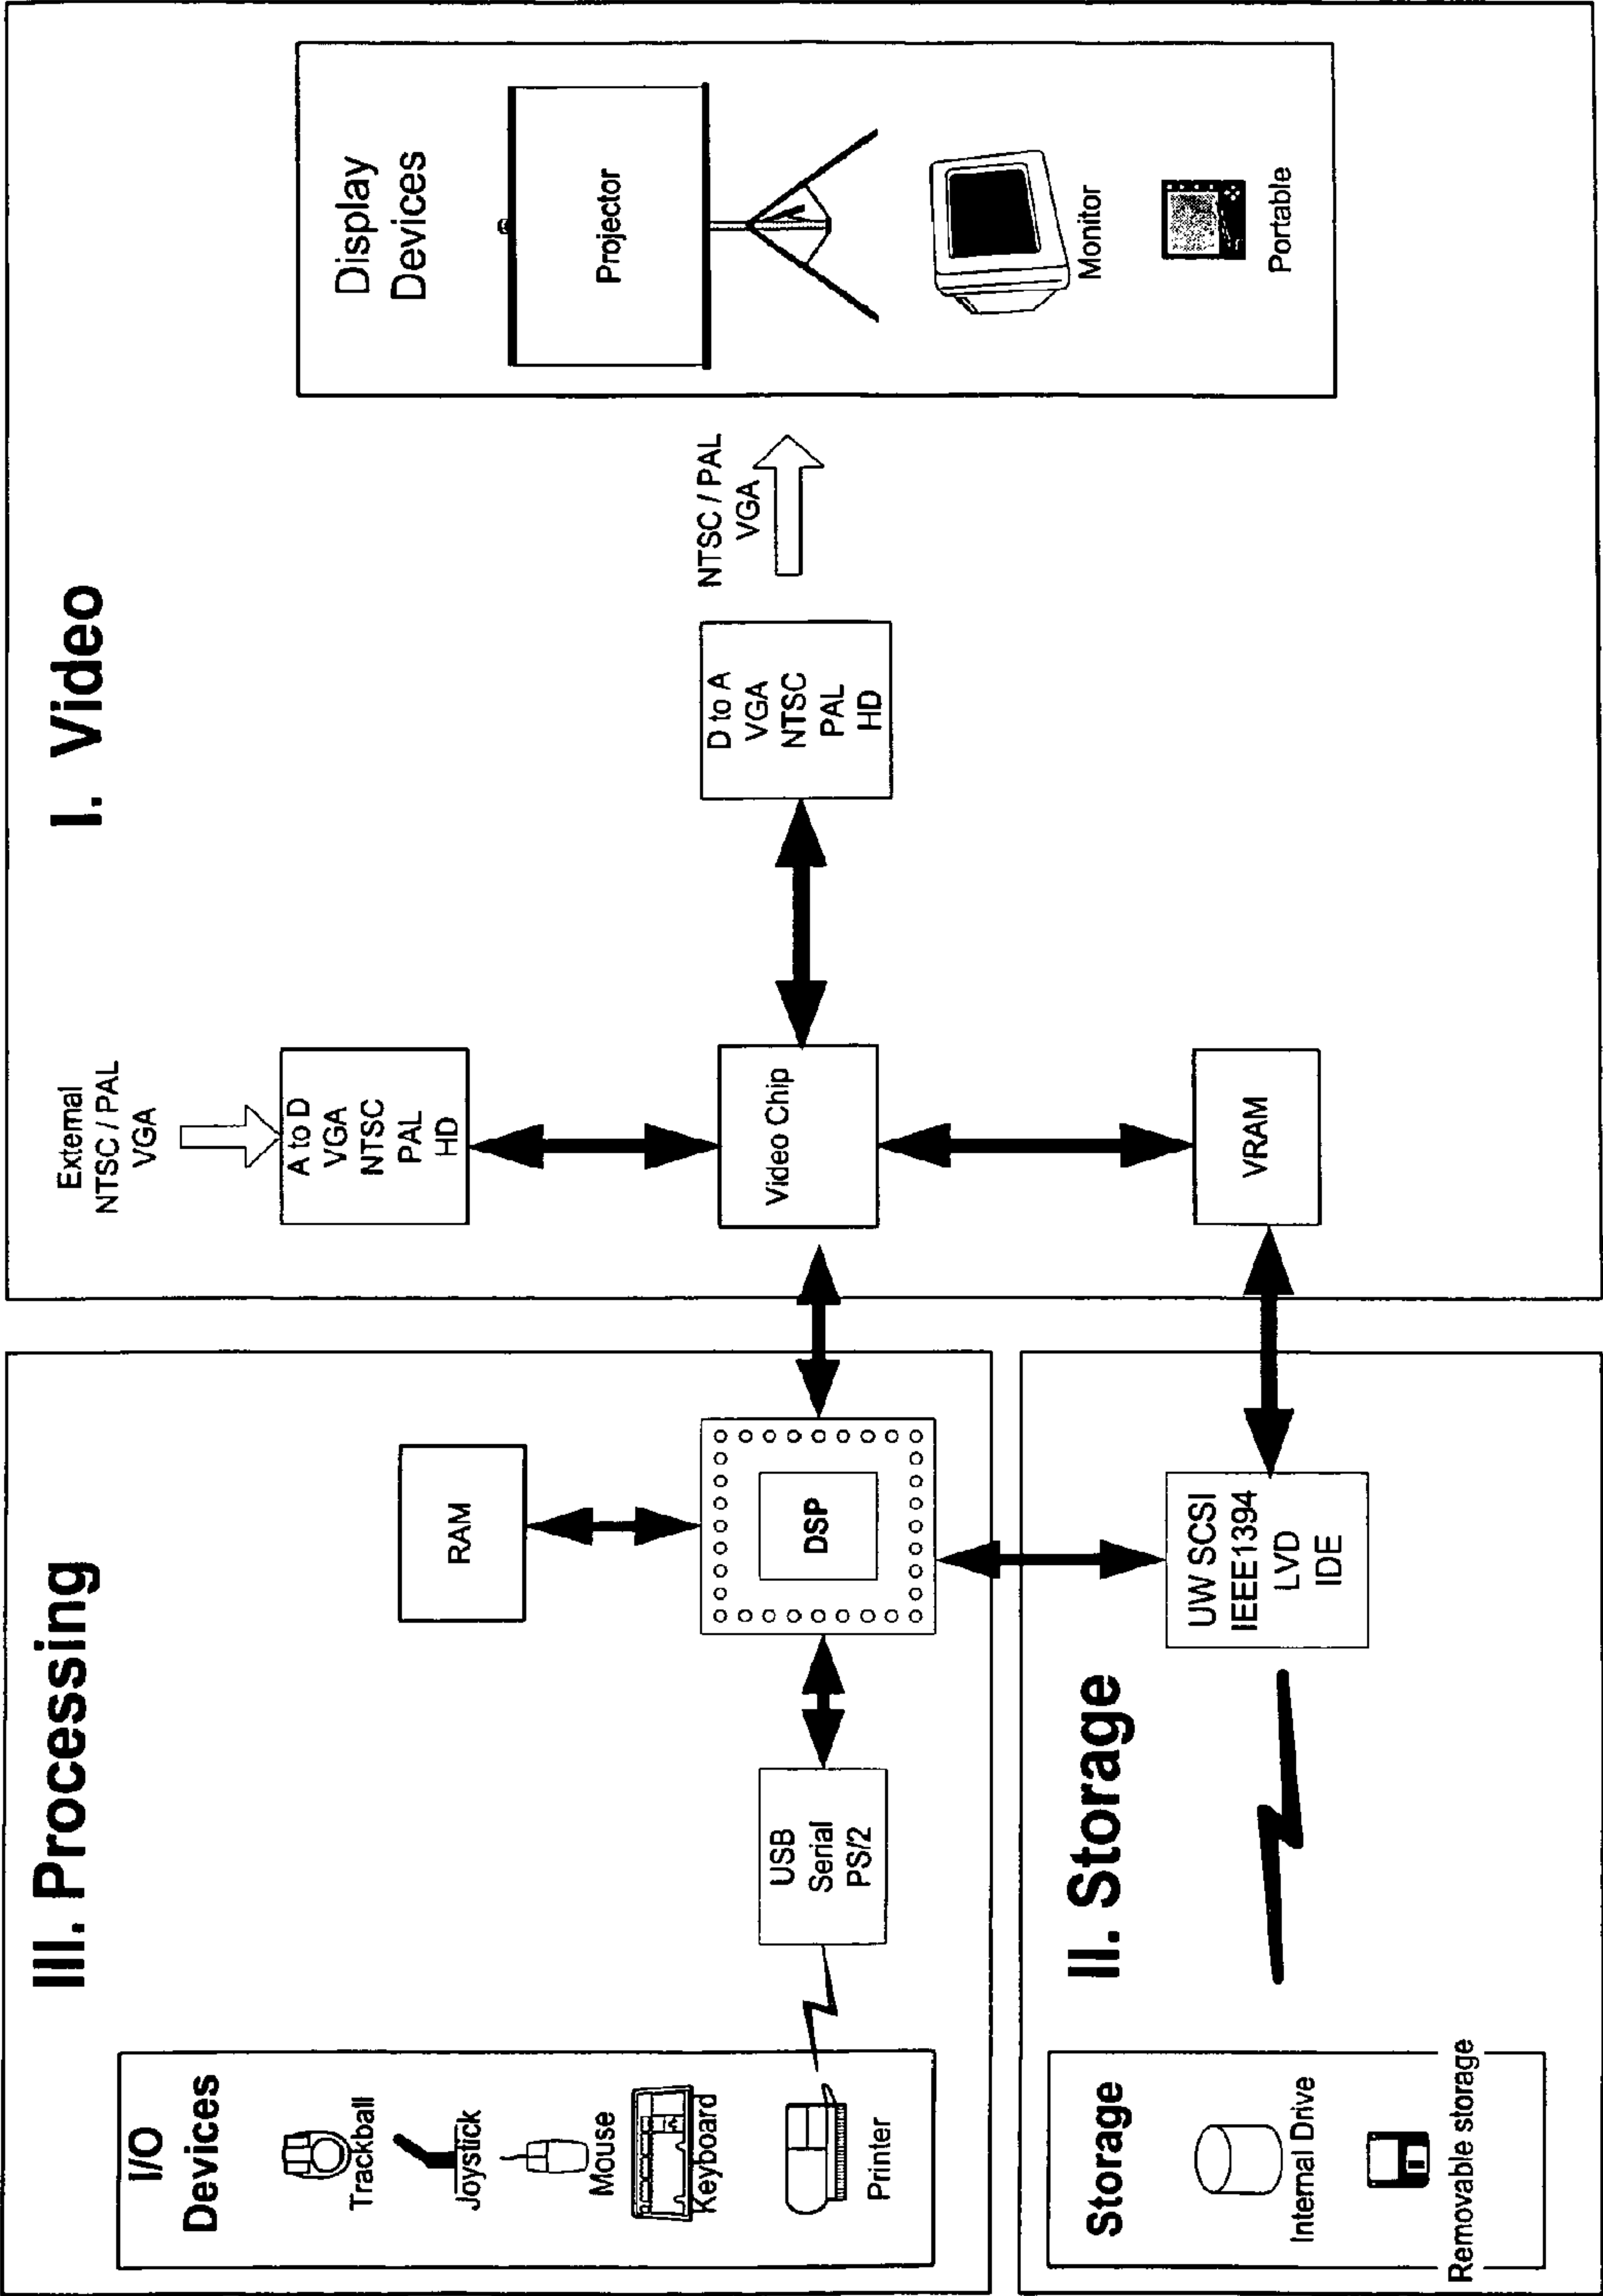 III. Processing
I/O
Devices
Trackball
Joystick
Mouse
Keyboard
Printer
USB
Serial
PS/2
RAM
DSP
II. Storage
Storage
Internal Drive
Removable storage
UW SCSI
IEEE1394
LVD
IDE
I. Video
External
NTSC / PAL
VGA
A to D
VGA
NTSC
PAL
HD
Video Chip
VRAM
D to A
VGA
NTSC
PAL
HD
NTSC / PAL
VGA
Display
Devices
Projector
Monitor
Portable